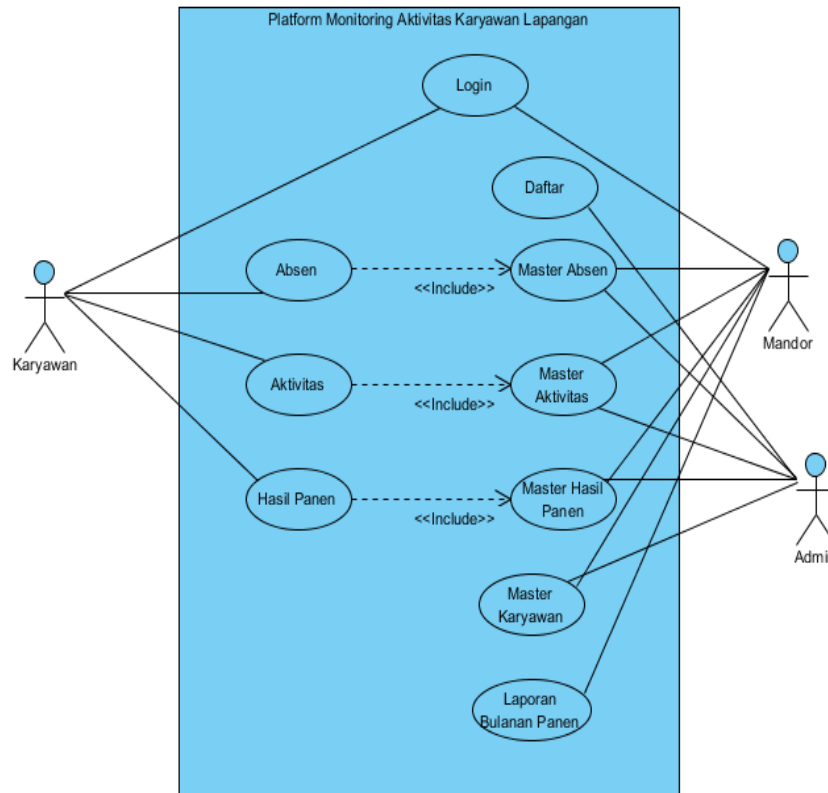 Platform Monitoring Aktivitas Karyawan Lapangan
Login
Daftar
Absen
<<Include>>
Master Absen
Karyawan
Mandor
Aktivitas
<<Include>>
Master
Aktivitas
Hasil Panen
<<Include>>
Master Hasil
Panen
Admi
Master
Karyawan
Laporan
Bulanan Panen